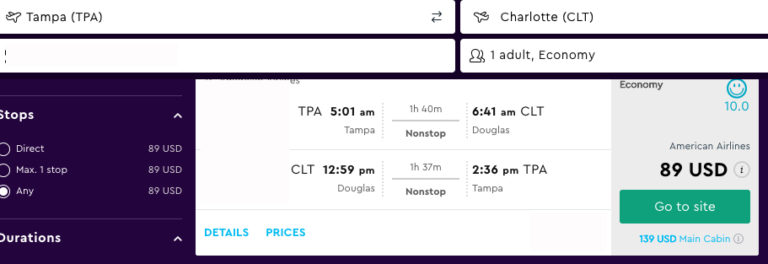 Tampa (TPA)
Charlotte (CLT)
1 adult, Economy
Stops
Direct 89 USD
Max. 1 stop 89 USD
Any 89 USD
Durations
TPA 5:01 am 1h 40m 6:41 am CLT
Tampa Nonstop Douglas
CLT 12:59 pm 1h 37m 2:36 pm TPA
Douglas Nonstop Tampa
DETAILS PRICES
Economy
10.0
American Airlines
89 USD
Go to site
139 USD Main Cabin